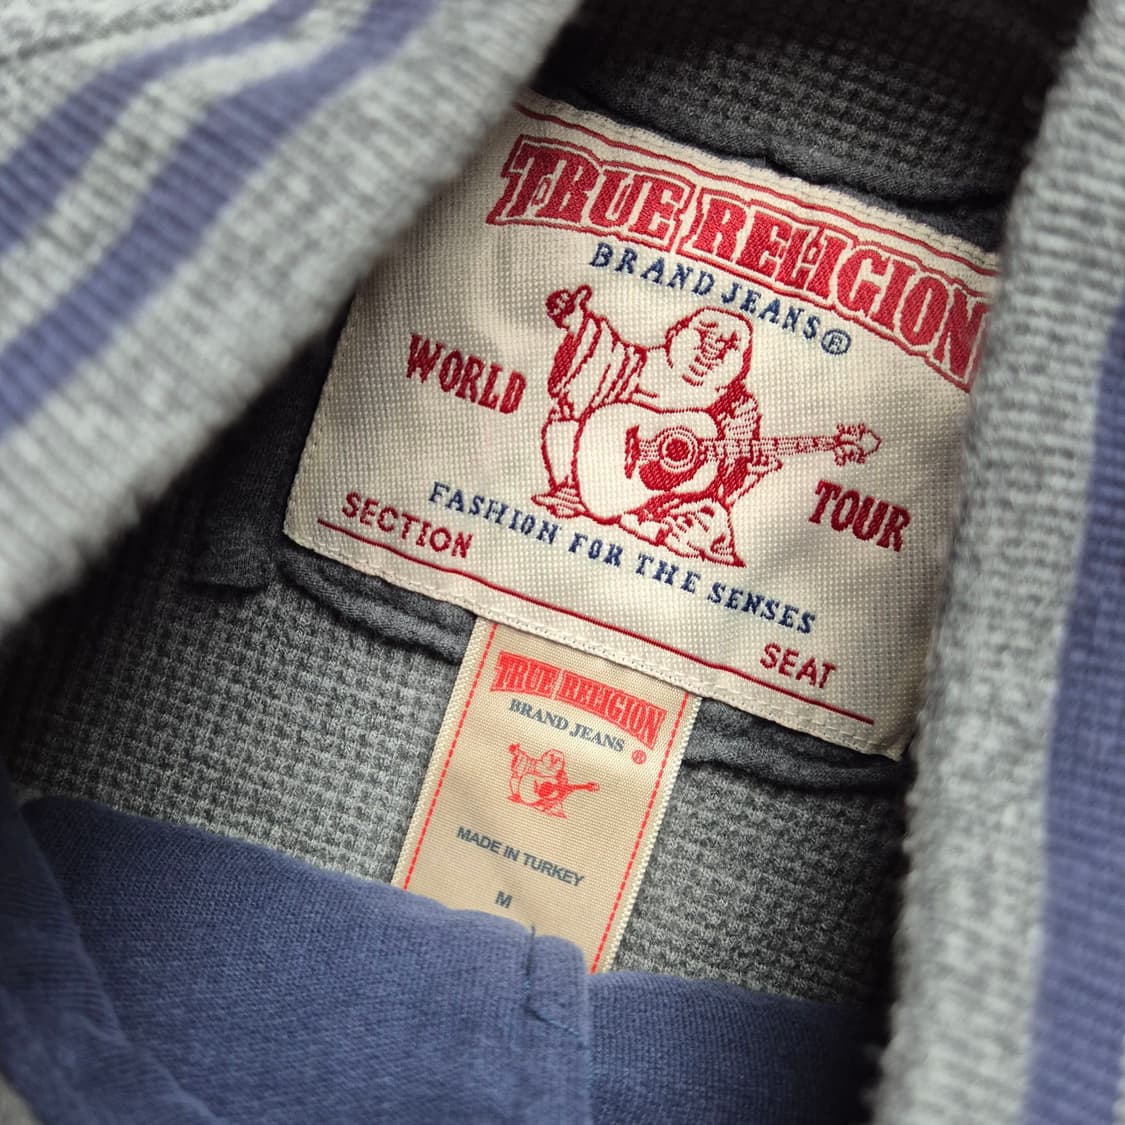 TRUE RELIGION
BRAND JEANS®
WORLD TOUR
FASHION FOR THE SENSES
SECTION SEAT
TRUE RELIGION
BRAND JEANS
®
MADE IN TURKEY
M